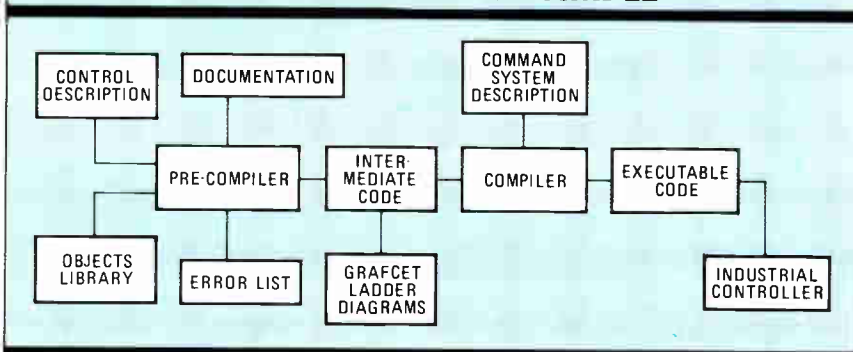 CONTROL
DESCRIPTION
DOCUMENTATION
COMMAND
SYSTEM
DESCRIPTION
PRE-COMPILER
INTER-
MEDIATE
CODE
COMPILER
EXECUTABLE
CODE
OBJECTS
LIBRARY
ERROR LIST
GRAFCET
LADDER
DIAGRAMS
INDUSTRIAL
CONTROLLER